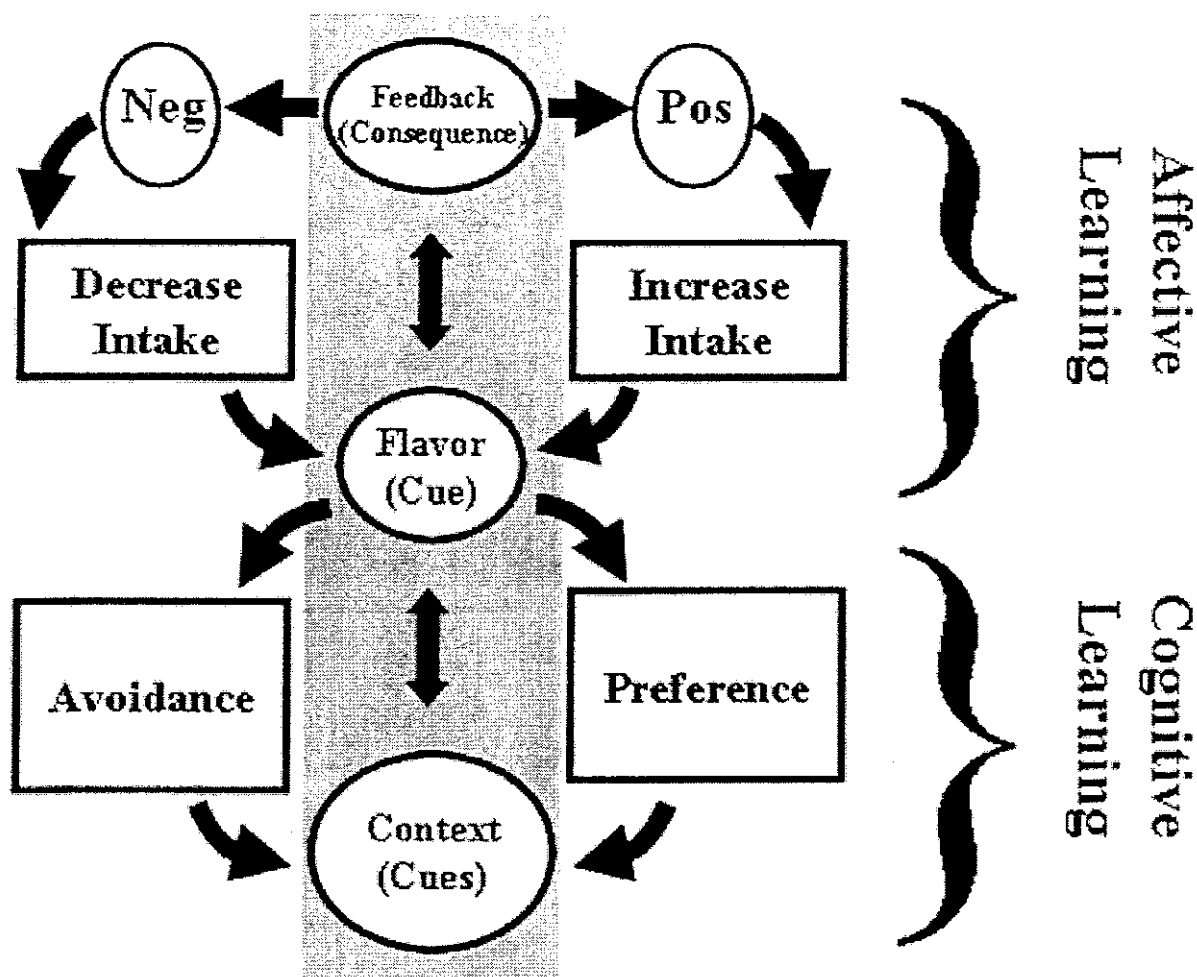 Neg
Feedback
(Consequence)
Pos
Decrease
Intake
Increase
Intake
Flavor
(Cue)
Affective
Learning
Avoidance
Preference
Context
(Cues)
Cognitive
Learning